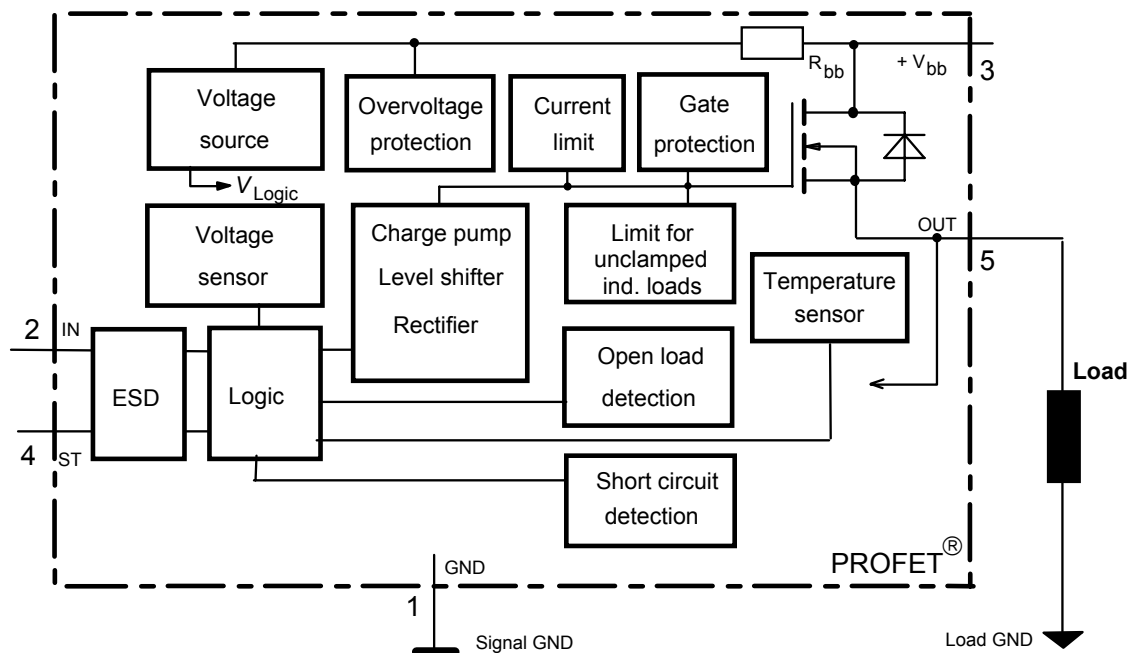 R bb
+ V bb
3
Voltage
source
Overvoltage
protection
Current
limit
Gate
protection
V Logic
Voltage
sensor
Charge pump
Level shifter
Rectifier
Limit for
unclamped
ind. loads
OUT
5
Temperature
sensor
2
IN
ESD
Logic
Open load
detection
Load
4
ST
Short circuit
detection
PROFET®
GND
1
Signal GND
Load GND